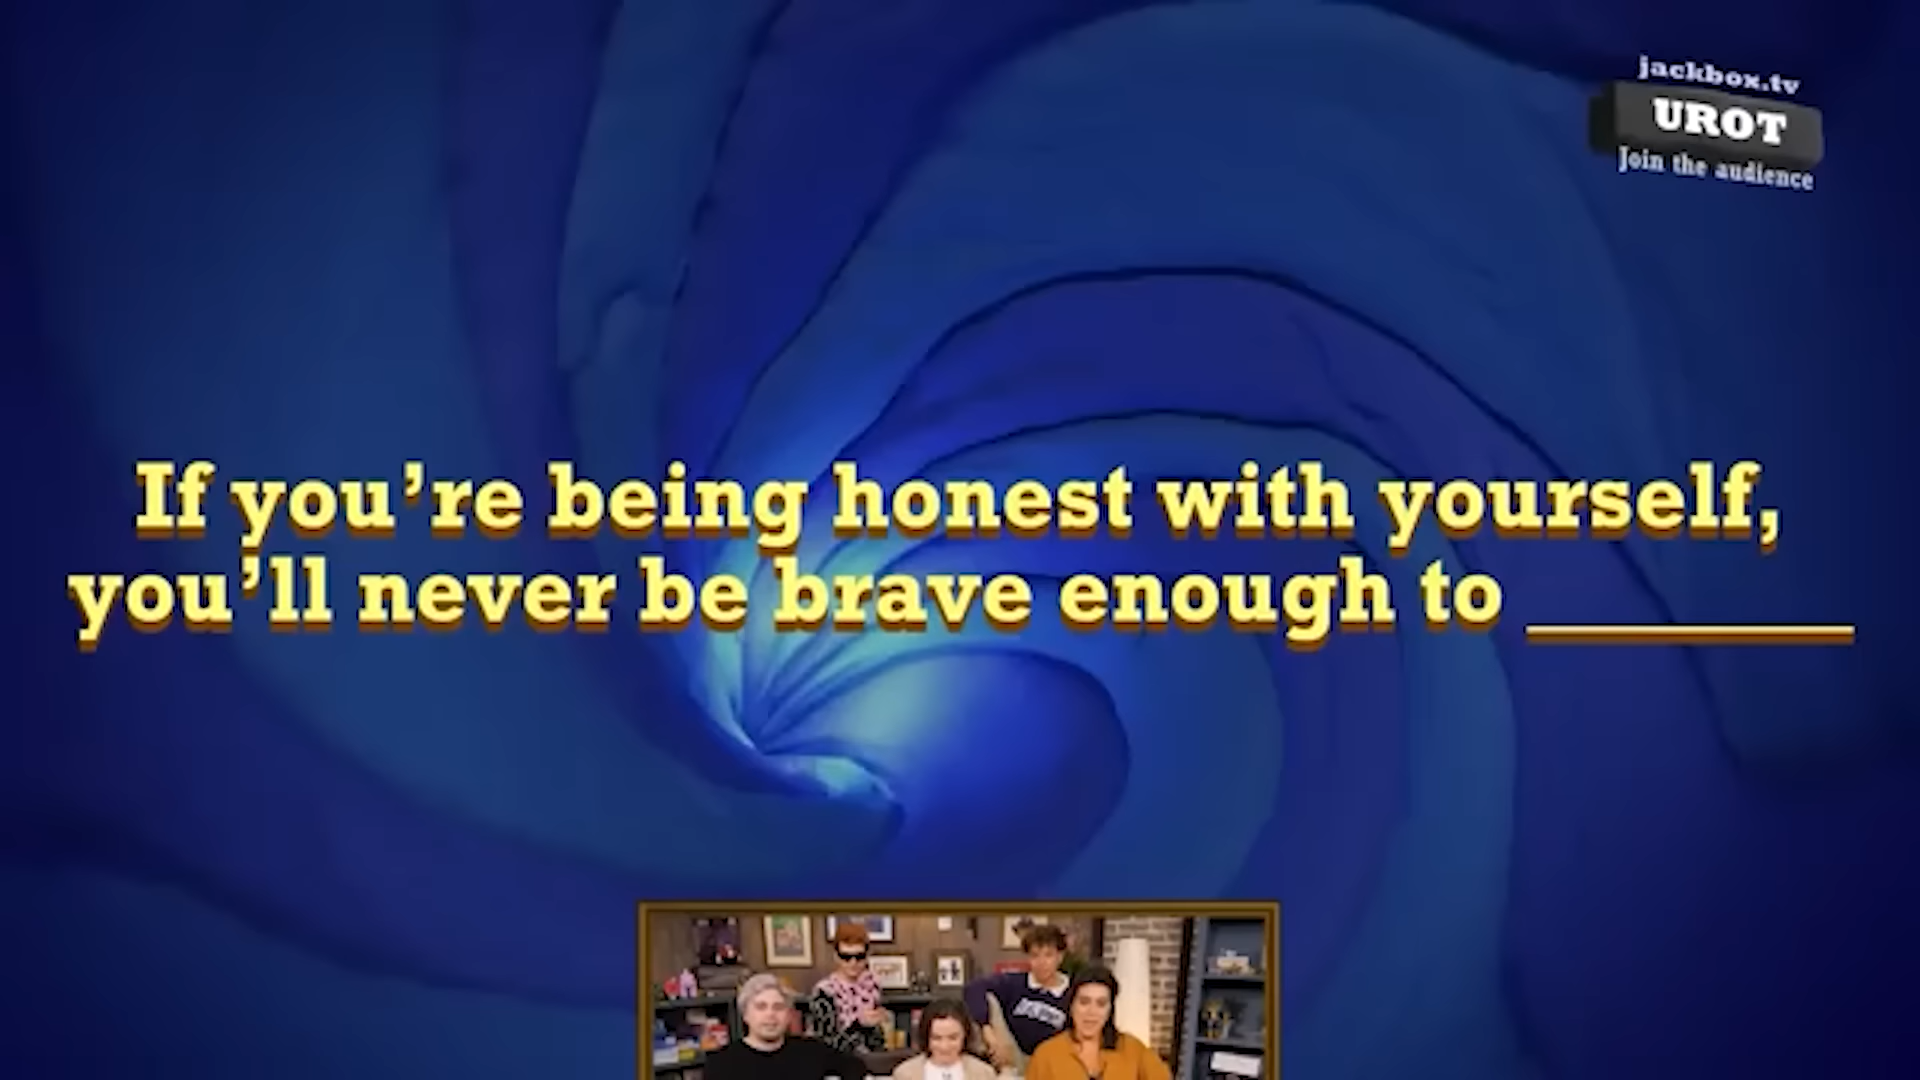 jackbox.tv
UROT
Join the audience
If you’re being honest with yourself,
you’ll never be brave enough to ________